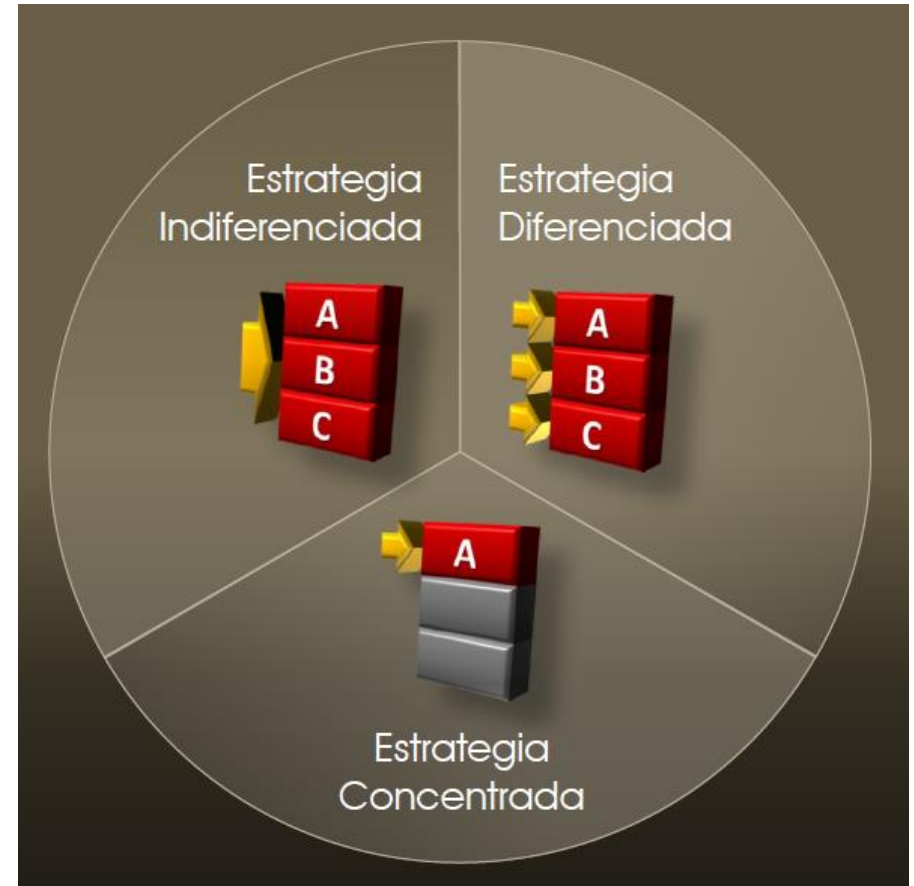 Estrategia
Indiferenciada
A
B
C
Estrategia
Diferenciada
A
B
C
A
Estrategia
Concentrada